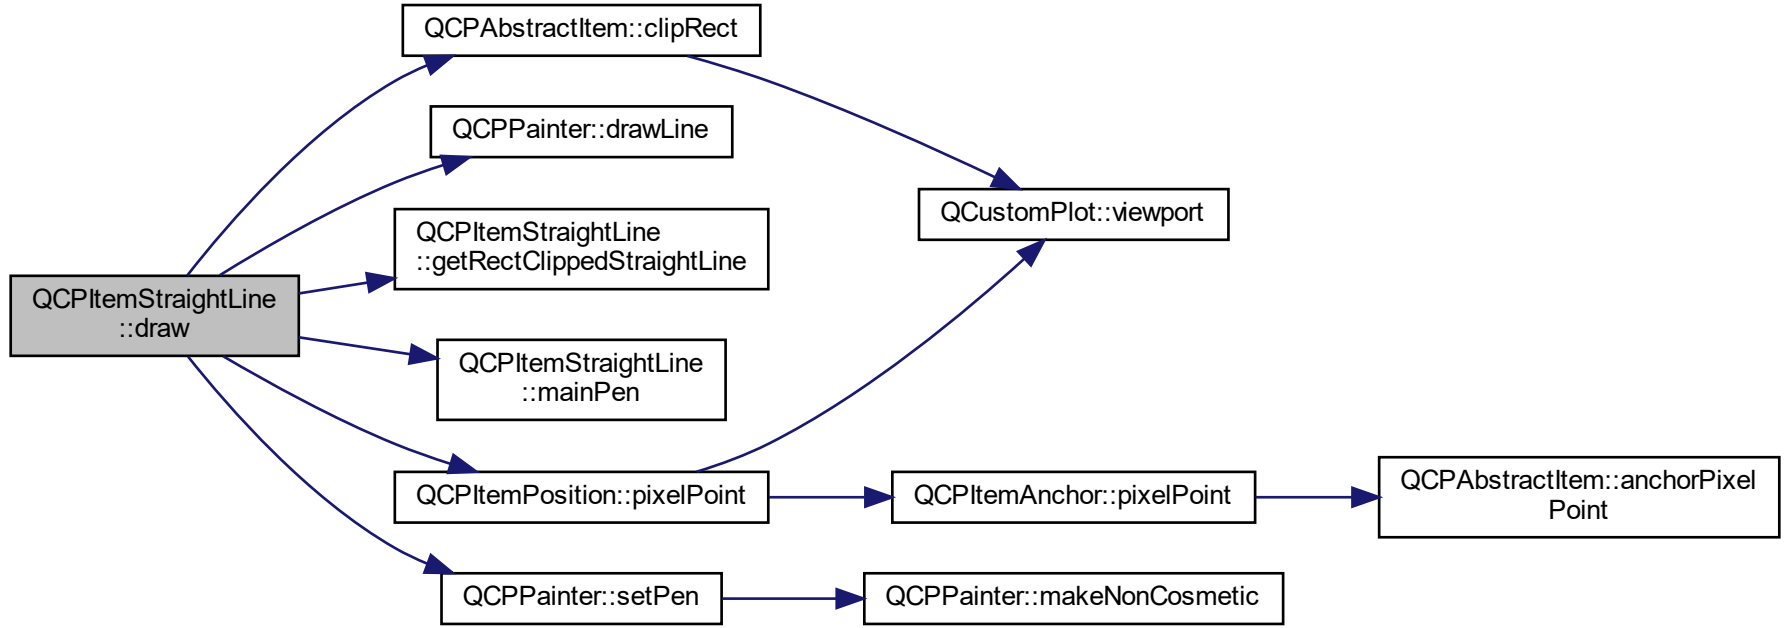 QCPAbstractItem::clipRect
QCPPainter::drawLine
QCustomPlot::viewport
QCPItemStraightLine
::getRectClippedStraightLine
QCPItemStraightLine
::draw
QCPItemStraightLine
::mainPen
QCPItemPosition::pixelPoint
QCPItemAnchor::pixelPoint
QCPAbstractItem::anchorPixel
Point
QCPPainter::setPen
QCPPainter::makeNonCosmetic